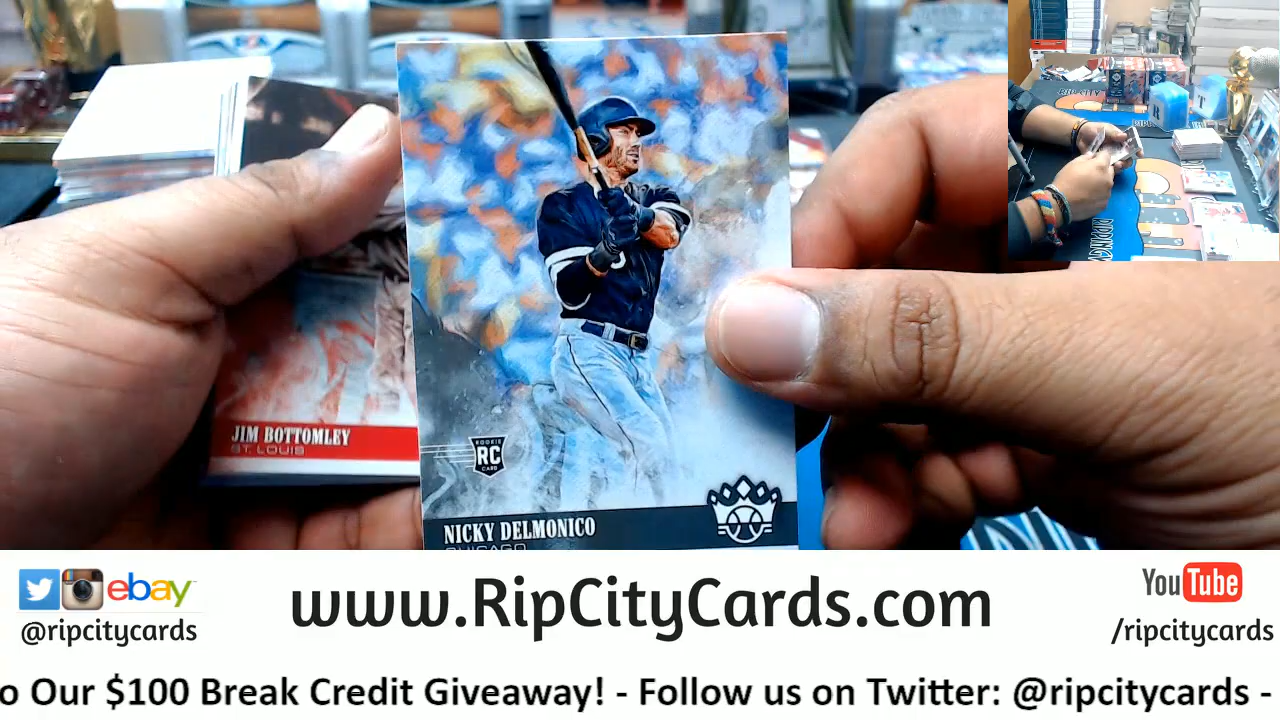 JIM BOTTOMLEY
ST. LOUIS
ROOKIE
RC
CARD
NICKY DELMONICO
CHICAGO
ebay
@ripcitycards
www.RipCityCards.com
YouTube
/ripcitycards
o Our $100 Break Credit Giveaway! - Follow us on Twitter: @ripcitycards -